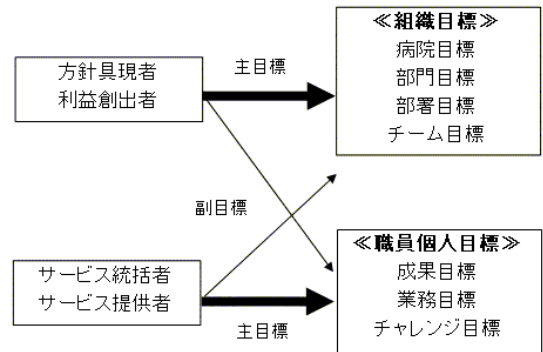 方針具現者
利益創出者
主目標
≪組織目標≫
病院目標
部門目標
部署目標
チーム目標
副目標
サービス統括者
サービス提供者
主目標
≪職員個人目標≫
成果目標
業務目標
チャレンジ目標